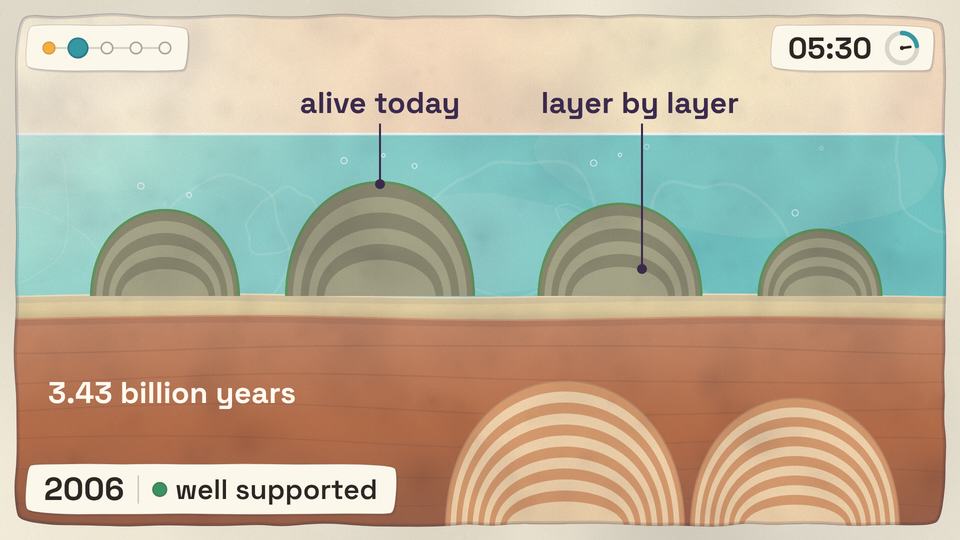 05:30
alive today
layer by layer
3.43 billion years
2006
well supported